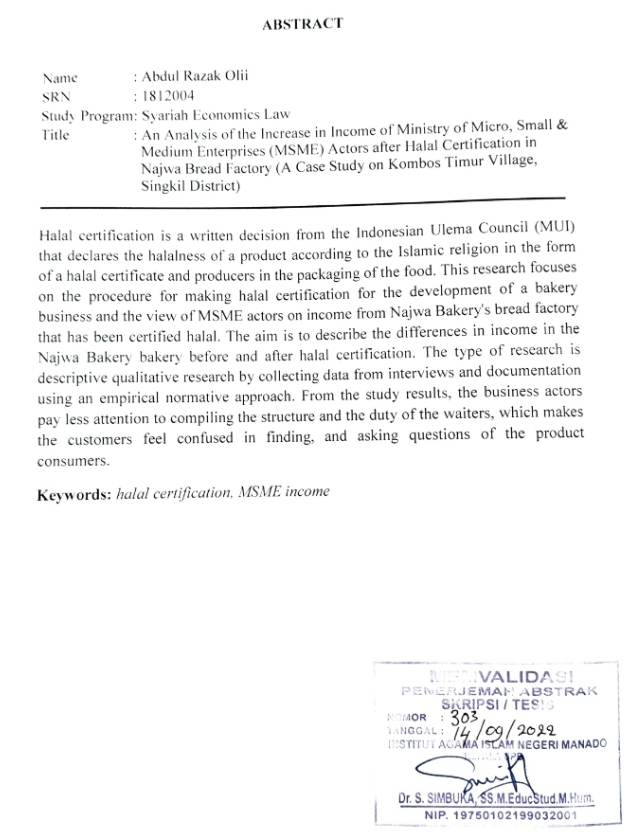 ABSTRACT
Name : Abdul Razak Olii
SRN : 1812004
Study Program: Syariah Economics Law
Title : An Analysis of the Increase in Income of Ministry of Micro, Small &
Medium Enterprises (MSME) Actors after Halal Certification in
Najwa Bread Factory (A Case Study on Kombos Timur Village,
Singkil District)
Halal certification is a written decision from the Indonesian Ulema Council (MUI)
that declares the halalness of a product according to the Islamic religion in the form
of a halal certificate and producers in the packaging of the food. This research focuses
on the procedure for making halal certification for the development of a bakery
business and the view of MSME actors on income from Najwa Bakery's bread factory
that has been certified halal. The aim is to describe the differences in income in the
Najwa Bakery bakery before and after halal certification. The type of research is
descriptive qualitative research by collecting data from interviews and documentation
using an empirical normative approach. From the study results, the business actors
pay less attention to compiling the structure and the duty of the waiters, which makes
the customers feel confused in finding, and asking questions of the product
consumers.
Keywords: halal certification, MSME income
MEMVALIDASI
PENERJEMAH ABSTRAK
SKRIPSI / TESIS
NOMOR : 303
TANGGAL : 14/09/2022
INSTITUT AGAMA ISLAM NEGERI MANADO
Dr. S. SIMBUKA, SS.M.EducStud.M.Hum.
NIP. 19750102199032001